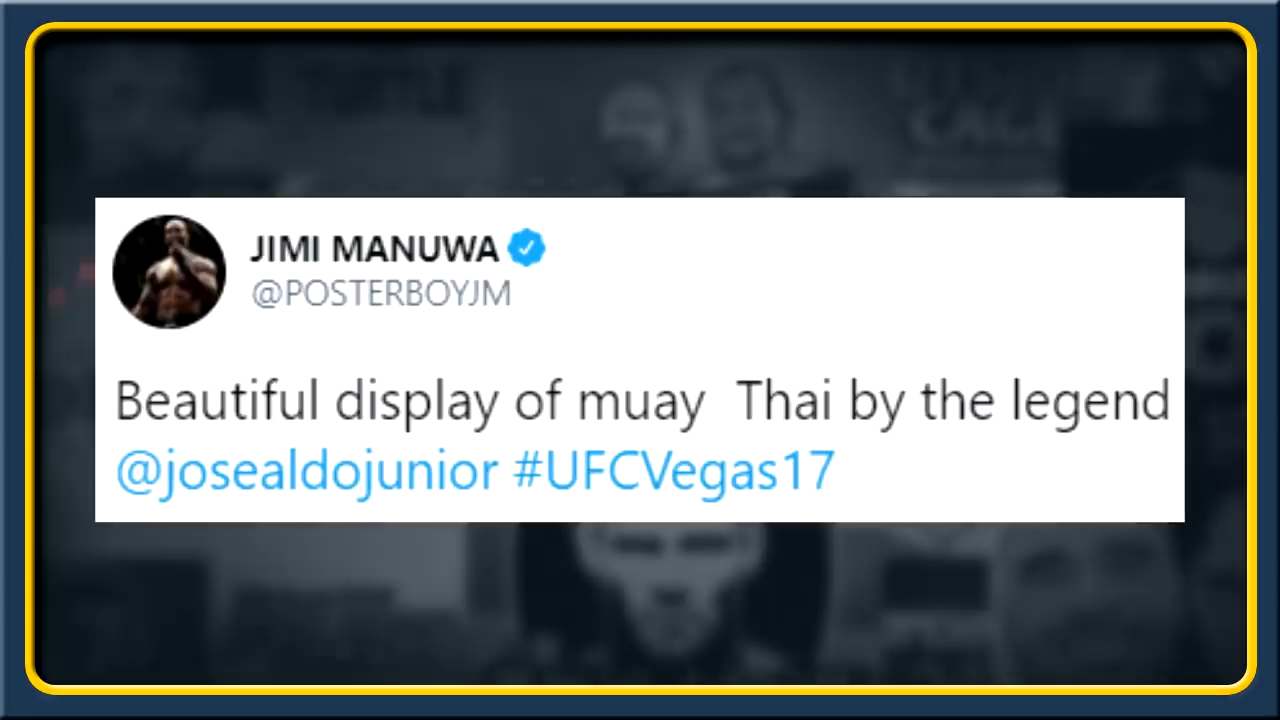 JIMI MANUWA
@POSTERBOYJM
Beautiful display of muay  Thai by the legend
@josealdojunior #UFCVegas17